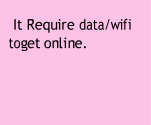 It Require data/wifi
toget online.